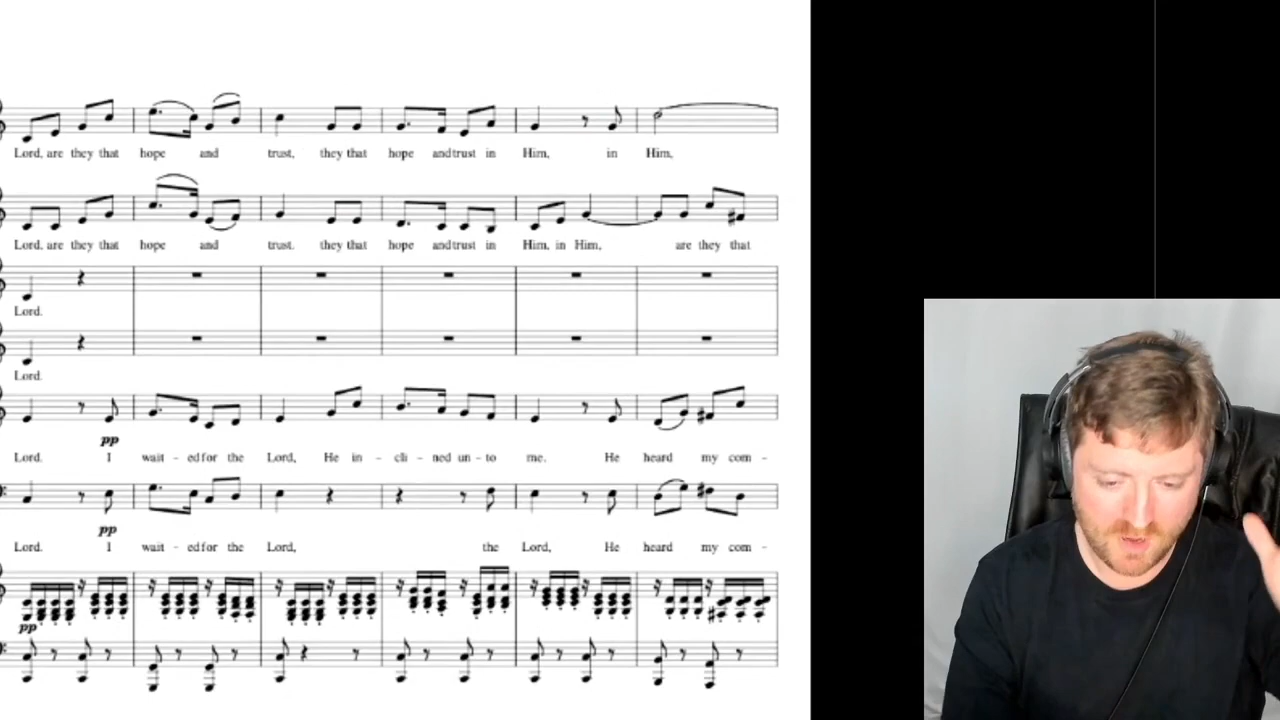 Lord, are they that hope and trust, they that hope and trust in Him, in Him,
Lord, are they that hope and trust. they that hope and trust in Him, in Him, are they that
Lord.
Lord.
pp
Lord. I wait - ed for the Lord, He in - cli - ned un - to me. He heard my com -
pp
Lord. I wait - ed for the Lord, the Lord, He heard my com -
pp